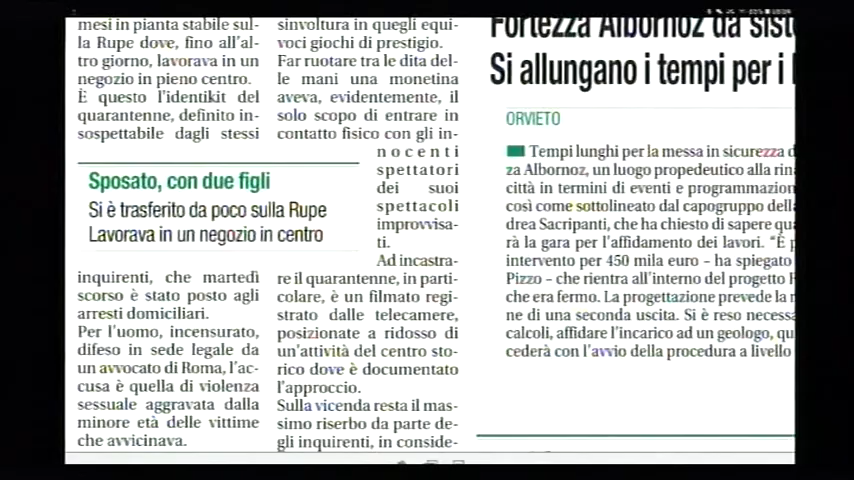 mesi in pianta stabile sul-
la Rupe dove, fino all'al-
tro giorno, lavorava in un
negozio in pieno centro.
È questo l'identikit del
quarantenne, definito in-
sospettabile dagli stessi
Sposato, con due figli
Si è trasferito da poco sulla Rupe
Lavorava in un negozio in centro
inquirenti, che martedì
scorso è stato posto agli
arresti domiciliari.
Per l'uomo, incensurato,
difeso in sede legale da
un avvocato di Roma, l'ac-
cusa è quella di violenza
sessuale aggravata dalla
minore età delle vittime
che avvicinava.
sinvoltura in quegli equi-
voci giochi di prestigio.
Far ruotare tra le dita del-
le mani una monetina
aveva, evidentemente, il
solo scopo di entrare in
contatto fisico con gli in-
nocenti
spettatori
dei suoi
spettacoli
improvvisa-
ti.
Ad incastra-
re il quarantenne, in parti-
colare, è un filmato regi-
strato dalle telecamere,
posizionate a ridosso di
un'attività del centro sto-
rico dove è documentato
l'approccio.
Sulla vicenda resta il mas-
simo riserbo da parte de-
gli inquirenti, in conside-
Fortezza Albornoz da siste
Si allungano i tempi per i l
ORVIETO
Tempi lunghi per la messa in sicurezza d
za Albornoz, un luogo propedeutico alla rina
città in termini di eventi e programmazion
così come sottolineato dal capogruppo della
drea Sacripanti, che ha chiesto di sapere qua
rà la gara per l'affidamento dei lavori. "È p
intervento per 450 mila euro – ha spiegato
Pizzo – che rientra all'interno del progetto P
che era fermo. La progettazione prevede la r
ne di una seconda uscita. Si è reso necessa
calcoli, affidare l'incarico ad un geologo, qu
cederà con l'avvio della procedura a livello